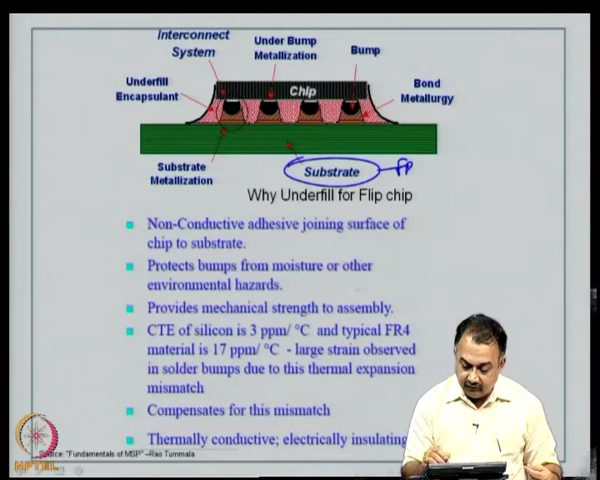 Interconnect
System
Under Bump
Metallization
Bump
Underfill
Encapsulant
Chip
Bond
Metallurgy
Substrate
Metallization
Substrate
Why Underfill for Flip chip
Non-Conductive adhesive joining surface of
chip to substrate.
Protects bumps from moisture or other
environmental hazards.
Provides mechanical strength to assembly.
CTE of silicon is 3 ppm/ °C and typical FR4
material is 17 ppm/ °C - large strain observed
in solder bumps due to this thermal expansion
mismatch
Compensates for this mismatch
Thermally conductive; electrically insulating
Source: "Fundamentals of MSP" –Rao Tummala
NPTEL